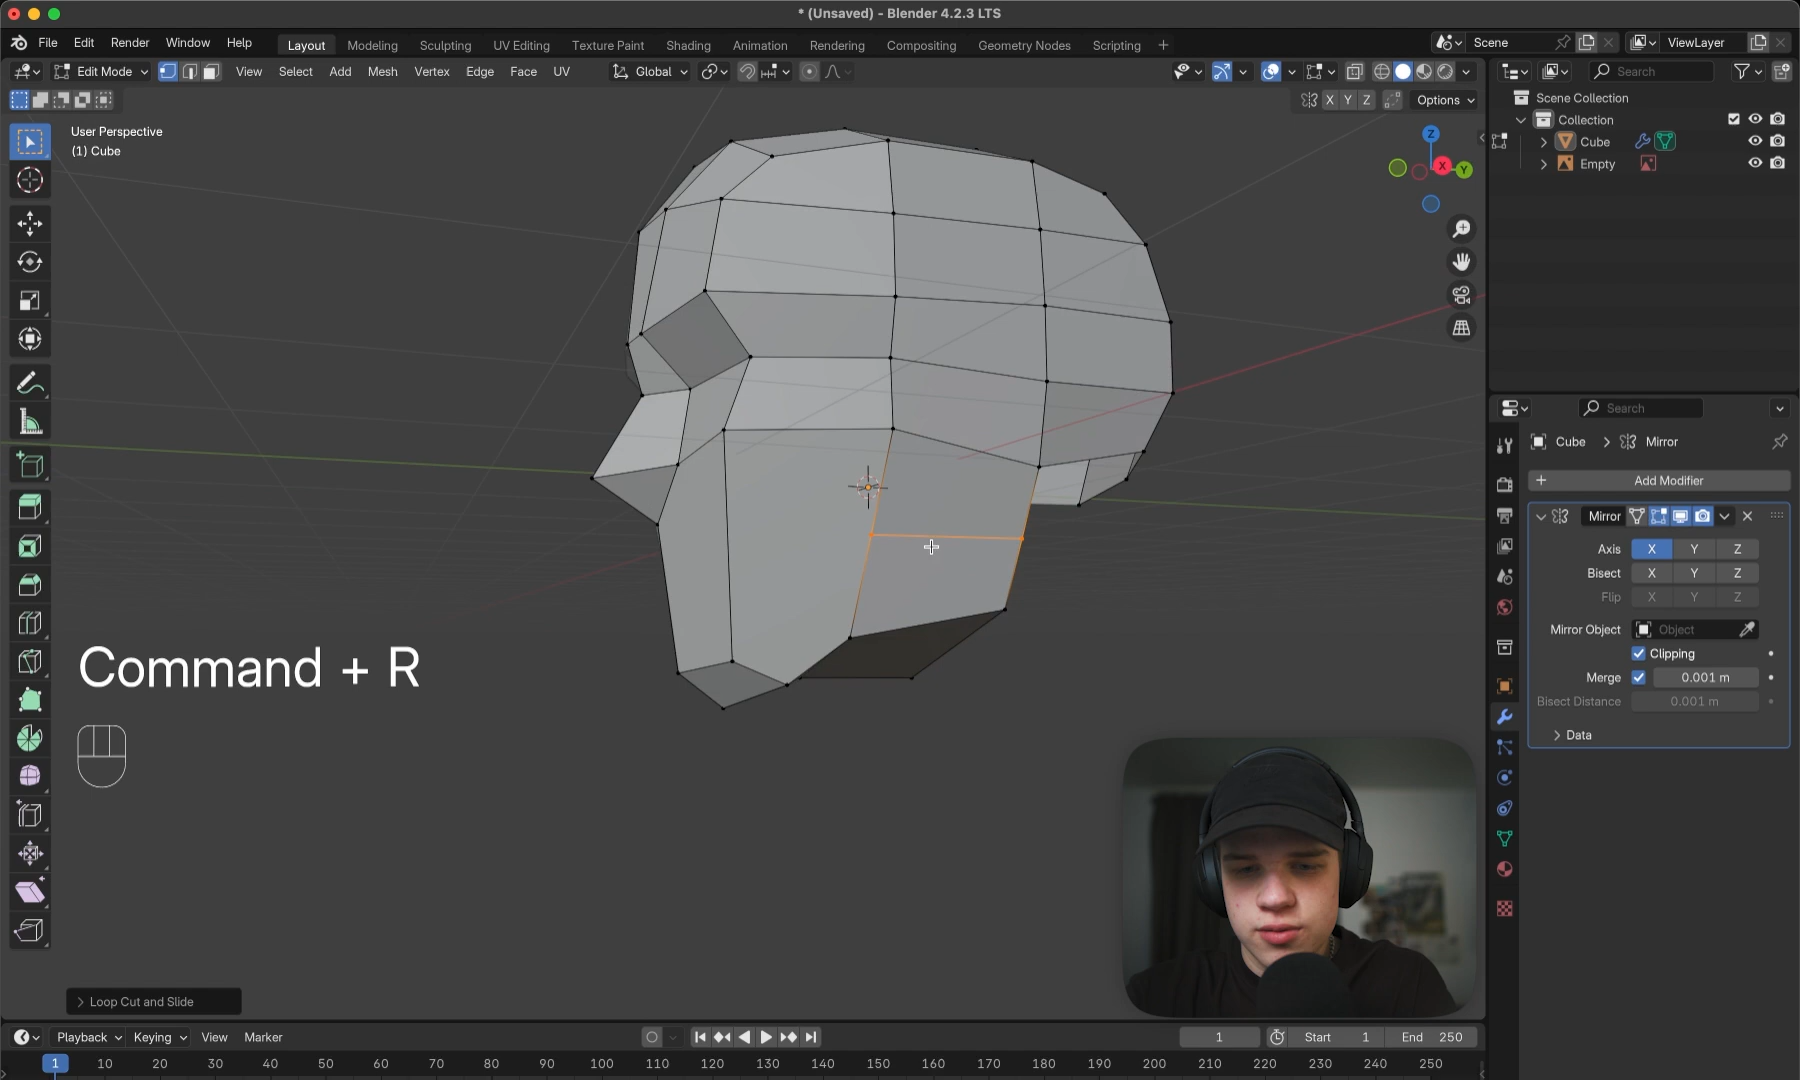 * (Unsaved) - Blender 4.2.3 LTS
File Edit Render Window Help Layout Modeling Sculpting UV Editing Texture Paint Shading Animation Rendering Compositing Geometry Nodes Scripting + Scene ViewLayer
Edit Mode View Select Add Mesh Vertex Edge Face UV Global Search
X Y Z Options
Scene Collection
Collection
Cube
Empty
User Perspective
(1) Cube
Z
X
Y
Search
Cube > Mirror
+ Add Modifier
Mirror
Axis X Y Z
Bisect X Y Z
Flip X Y Z
Mirror Object Object
Clipping
Merge 0.001 m
Bisect Distance 0.001 m
Data
Command + R
Loop Cut and Slide
Playback Keying View Marker 1 Start 1 End 250
1 10 20 30 40 50 60 70 80 90 100 110 120 130 140 150 160 170 180 190 200 210 220 230 240 250